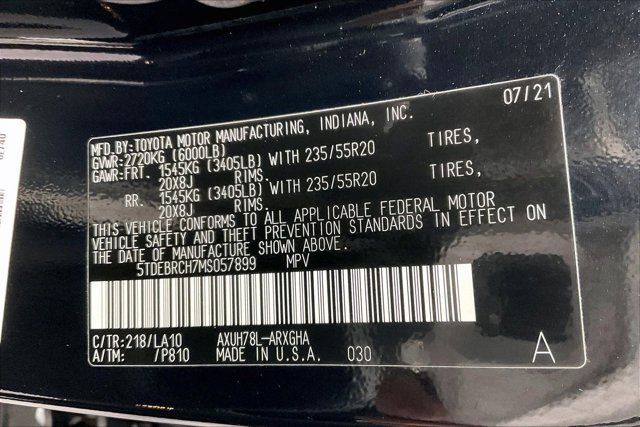 07/21
MFD.BY:TOYOTA MOTOR MANUFACTURING, INDIANA, INC.
GVWR:2720KG (6000LB)
GAWR:FRT. 1545KG (3405LB) WITH 235/55R20 TIRES,
20X8J RIMS.
RR. 1545KG (3405LB) WITH 235/55R20 TIRES,
20X8J RIMS.
THIS VEHICLE CONFORMS TO ALL APPLICABLE FEDERAL MOTOR
VEHICLE SAFETY AND THEFT PREVENTION STANDARDS IN EFFECT ON
THE DATE OF MANUFACTURE SHOWN ABOVE.
5TDEBRCH7MS057899 MPV
C/TR:218/LA10 AXUH78L-ARXGHA
A/TM: /P810 MADE IN U.S.A. 030 A